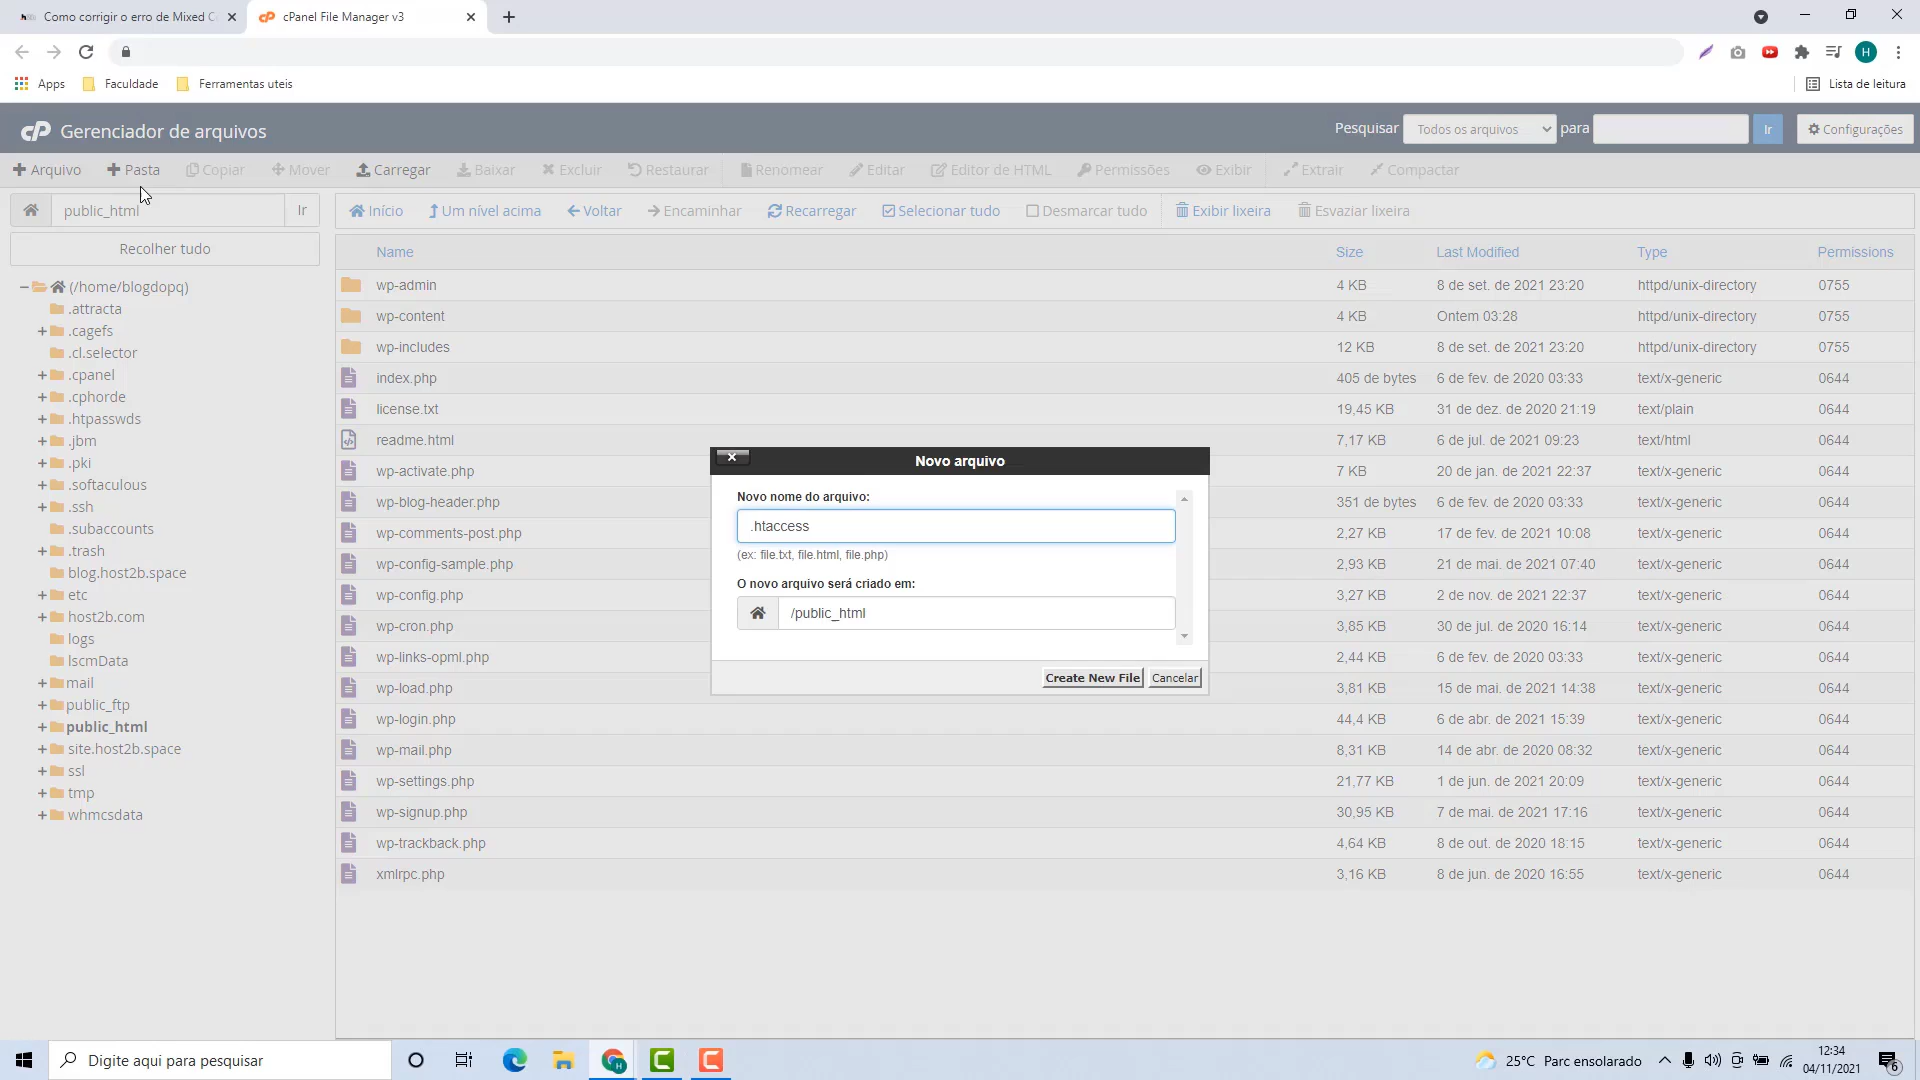 Como corrigir o erro de Mixed C
cPanel File Manager v3
H
Apps
Faculdade
Ferramentas uteis
Lista de leitura
cP Gerenciador de arquivos
Pesquisar
Todos os arquivos
para
Ir
Configurações
Arquivo
Pasta
Copiar
Mover
Carregar
Baixar
Excluir
Restaurar
Renomear
Editar
Editor de HTML
Permissões
Exibir
Extrair
Compactar
public_html
Ir
Início
Um nível acima
Voltar
Encaminhar
Recarregar
Selecionar tudo
Desmarcar tudo
Exibir lixeira
Esvaziar lixeira
Recolher tudo
(/home/blogdopq)
.attracta
.cagefs
.cl.selector
.cpanel
.cphorde
.htpasswds
.jbm
.pki
.softaculous
.ssh
.subaccounts
.trash
blog.host2b.space
etc
host2b.com
logs
lscmData
mail
public_ftp
public_html
site.host2b.space
ssl
tmp
whmcsdata
Name Size Last Modified Type Permissions
wp-admin 4 KB 8 de set. de 2021 23:20 httpd/unix-directory 0755
wp-content 4 KB Ontem 03:28 httpd/unix-directory 0755
wp-includes 12 KB 8 de set. de 2021 23:20 httpd/unix-directory 0755
index.php 405 de bytes 6 de fev. de 2020 03:33 text/x-generic 0644
license.txt 19,45 KB 31 de dez. de 2020 21:19 text/plain 0644
readme.html 7,17 KB 6 de jul. de 2021 09:23 text/html 0644
wp-activate.php 7 KB 20 de jan. de 2021 22:37 text/x-generic 0644
wp-blog-header.php 351 de bytes 6 de fev. de 2020 03:33 text/x-generic 0644
wp-comments-post.php 2,27 KB 17 de fev. de 2021 10:08 text/x-generic 0644
wp-config-sample.php 2,93 KB 21 de mai. de 2021 07:40 text/x-generic 0644
wp-config.php 3,27 KB 2 de nov. de 2021 22:37 text/x-generic 0644
wp-cron.php 3,85 KB 30 de jul. de 2021 16:14 text/x-generic 0644
wp-links-opml.php 2,44 KB 6 de fev. de 2020 03:33 text/x-generic 0644
wp-load.php 3,81 KB 15 de mai. de 2021 14:38 text/x-generic 0644
wp-login.php 44,4 KB 6 de abr. de 2021 15:39 text/x-generic 0644
wp-mail.php 8,31 KB 14 de abr. de 2020 08:32 text/x-generic 0644
wp-settings.php 21,77 KB 1 de jun. de 2021 20:09 text/x-generic 0644
wp-signup.php 30,95 KB 7 de mai. de 2021 17:16 text/x-generic 0644
wp-trackback.php 4,64 KB 8 de out. de 2020 18:15 text/x-generic 0644
xmlrpc.php 3,16 KB 8 de jun. de 2020 16:55 text/x-generic 0644
Novo arquivo
Novo nome do arquivo:
.htaccess
(ex: file.txt, file.html, file.php)
O novo arquivo será criado em:
/public_html
Create New File
Cancelar
Digite aqui para pesquisar
25°C Parc ensolarado
12:34
04/11/2021
6